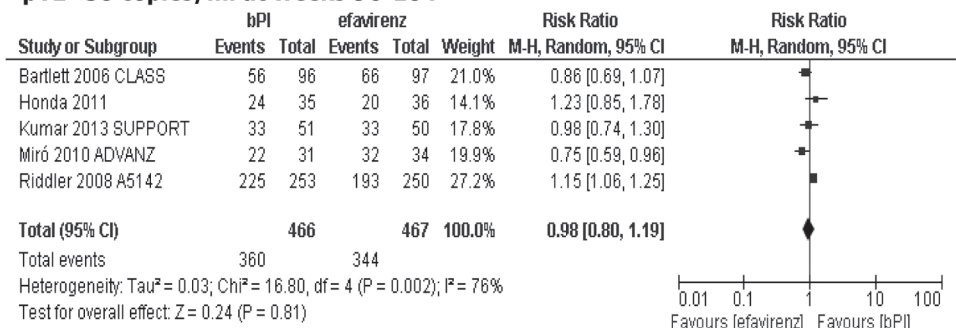 bPI efavirenz Risk Ratio Risk Ratio
Study or Subgroup Events Total Events Total Weight M-H, Random, 95% CI M-H, Random, 95% CI
Bartlett 2006 CLASS 56 96 66 97 21.0% 0.86 [0.69, 1.07]
Honda 2011 24 35 20 36 14.1% 1.23 [0.85, 1.78]
Kumar 2013 SUPPORT 33 51 33 50 17.8% 0.98 [0.74, 1.30]
Miró 2010 ADVANZ 22 31 32 34 19.9% 0.75 [0.59, 0.96]
Riddler 2008 A5142 225 253 193 250 27.2% 1.15 [1.06, 1.25]
Total (95% CI) 466 467 100.0% 0.98 [0.80, 1.19]
Total events 360 344
Heterogeneity: Tau² = 0.03; Chi² = 16.80, df = 4 (P = 0.002); I² = 76%
Test for overall effect: Z = 0.24 (P = 0.81)
0.01 0.1 1 10 100
Favours [efavirenz] Favours [bPI]